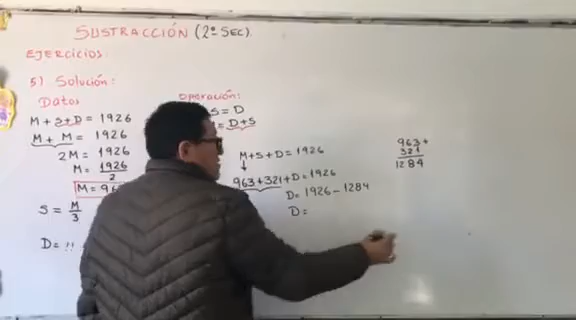 SUSTRACCIÓN (2º SEC).
EJERCICIOS:
5) Solución:
Datos
M + S+D = 1926
M + M = 1926
2M = 1926
M = 1926
2
M = 96
S = M
3
D = ¡¡
Operación:
S = D
= D+S
M+S+D = 1926
963+321+D = 1926
D = 1926 - 1284
D =
963+
321
1284